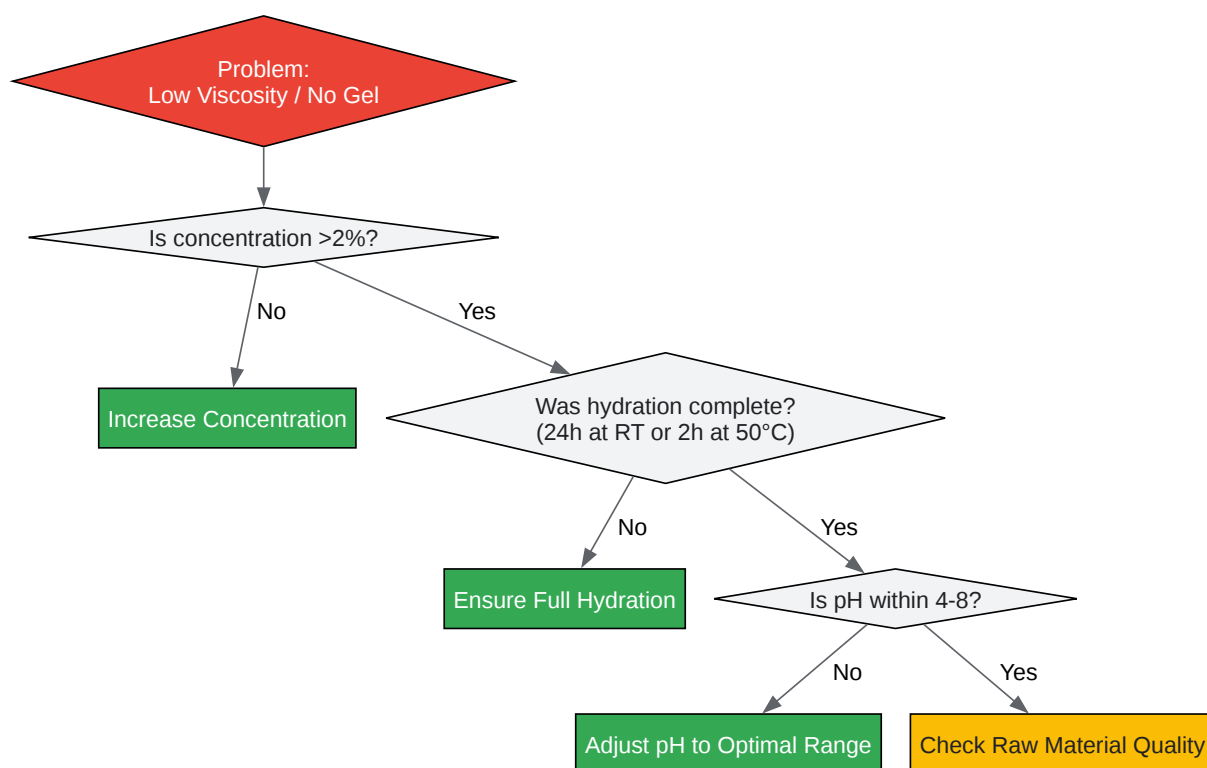 Problem:
Low Viscosity / No Gel
Is concentration >2%?
No
Yes
Increase Concentration
Was hydration complete?
(24h at RT or 2h at 50°C)
No
Yes
Ensure Full Hydration
Is pH within 4-8?
No
Yes
Adjust pH to Optimal Range
Check Raw Material Quality